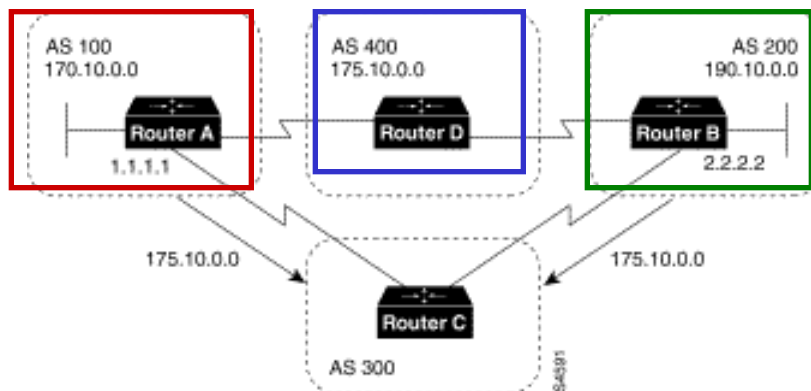 AS 100
170.10.0.0
Router A
1.1.1.1
AS 400
175.10.0.0
Router D
AS 200
190.10.0.0
Router B
2.2.2.2
175.10.0.0
175.10.0.0
Router C
AS 300
S4591